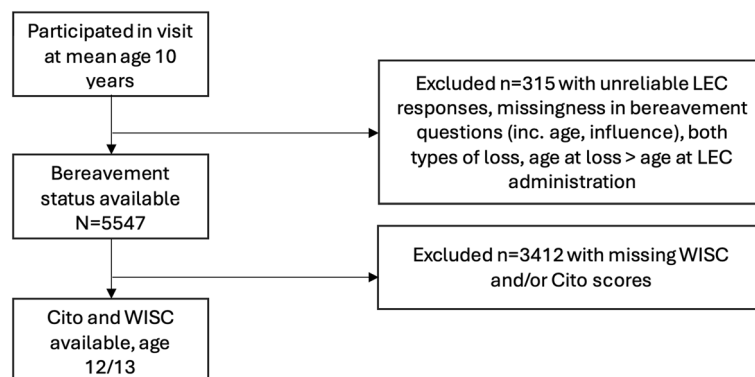 Participated in visit
at mean age 10
years
Excluded n=315 with unreliable LEC
responses, missingness in bereavement
questions (inc. age, influence), both
types of loss, age at loss > age at LEC
administration
Bereavement
status available
N=5547
Excluded n=3412 with missing WISC
and/or Cito scores
Cito and WISC
available, age
12/13